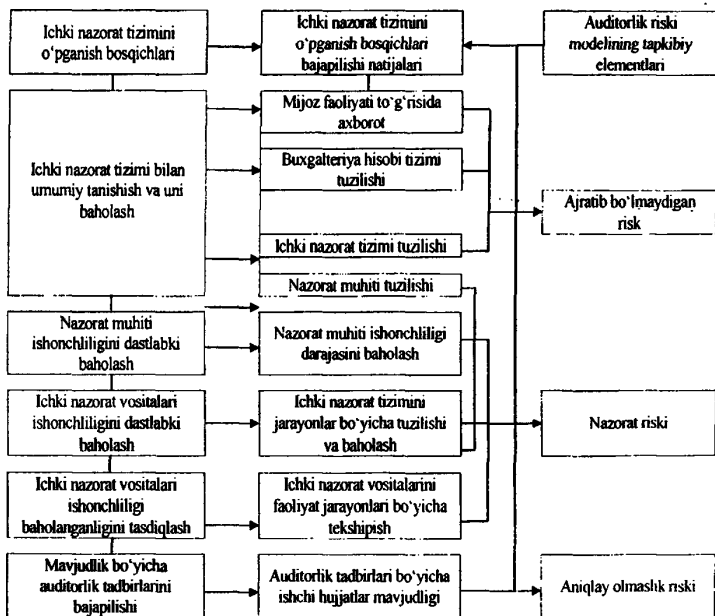 Ichki nazorat tizimini
o‘pganish bosqichlari
Ichki nazorat tizimini
o‘pganish bosqichlari
bajapilishi natijalari
Auditorlik riski
modelining tapkibiy
elementlari
Ichki nazorat tizimi bilan
umumiy tanishish va uni
baholash
Mijoz faoliyati to‘g‘risida
axborot
Buxgalteriya hisobi tizimi
tuzilishi
Ichki nazorat tizimi tuzilishi
Nazorat muhiti tuzilishi
Ajratib bo‘lmaydigan
risk
Nazorat muhiti
ishonchliligini dastlabki
baholash
Nazorat muhiti ishonchliligi
darajasini baholash
Ichki nazorat vositalari
ishonchliligini dastlabki
baholash
Ichki nazorat tizimini
jarayonlar bo‘yicha tuzilishi
va baholash
Nazorat riski
Ichki nazorat vositalari
ishonchliligi
baholanganligini tasdiqlash
Ichki nazorat vositalarini
faoliyat jarayonlari bo‘yicha
tekshipish
Mavjudlik bo‘yicha
auditorlik tadbirlarini
bajapilishi
Auditorlik tadbirlari bo‘yicha
ishchi hujjatlar mavjudligi
Aniqlay olmaslik riski